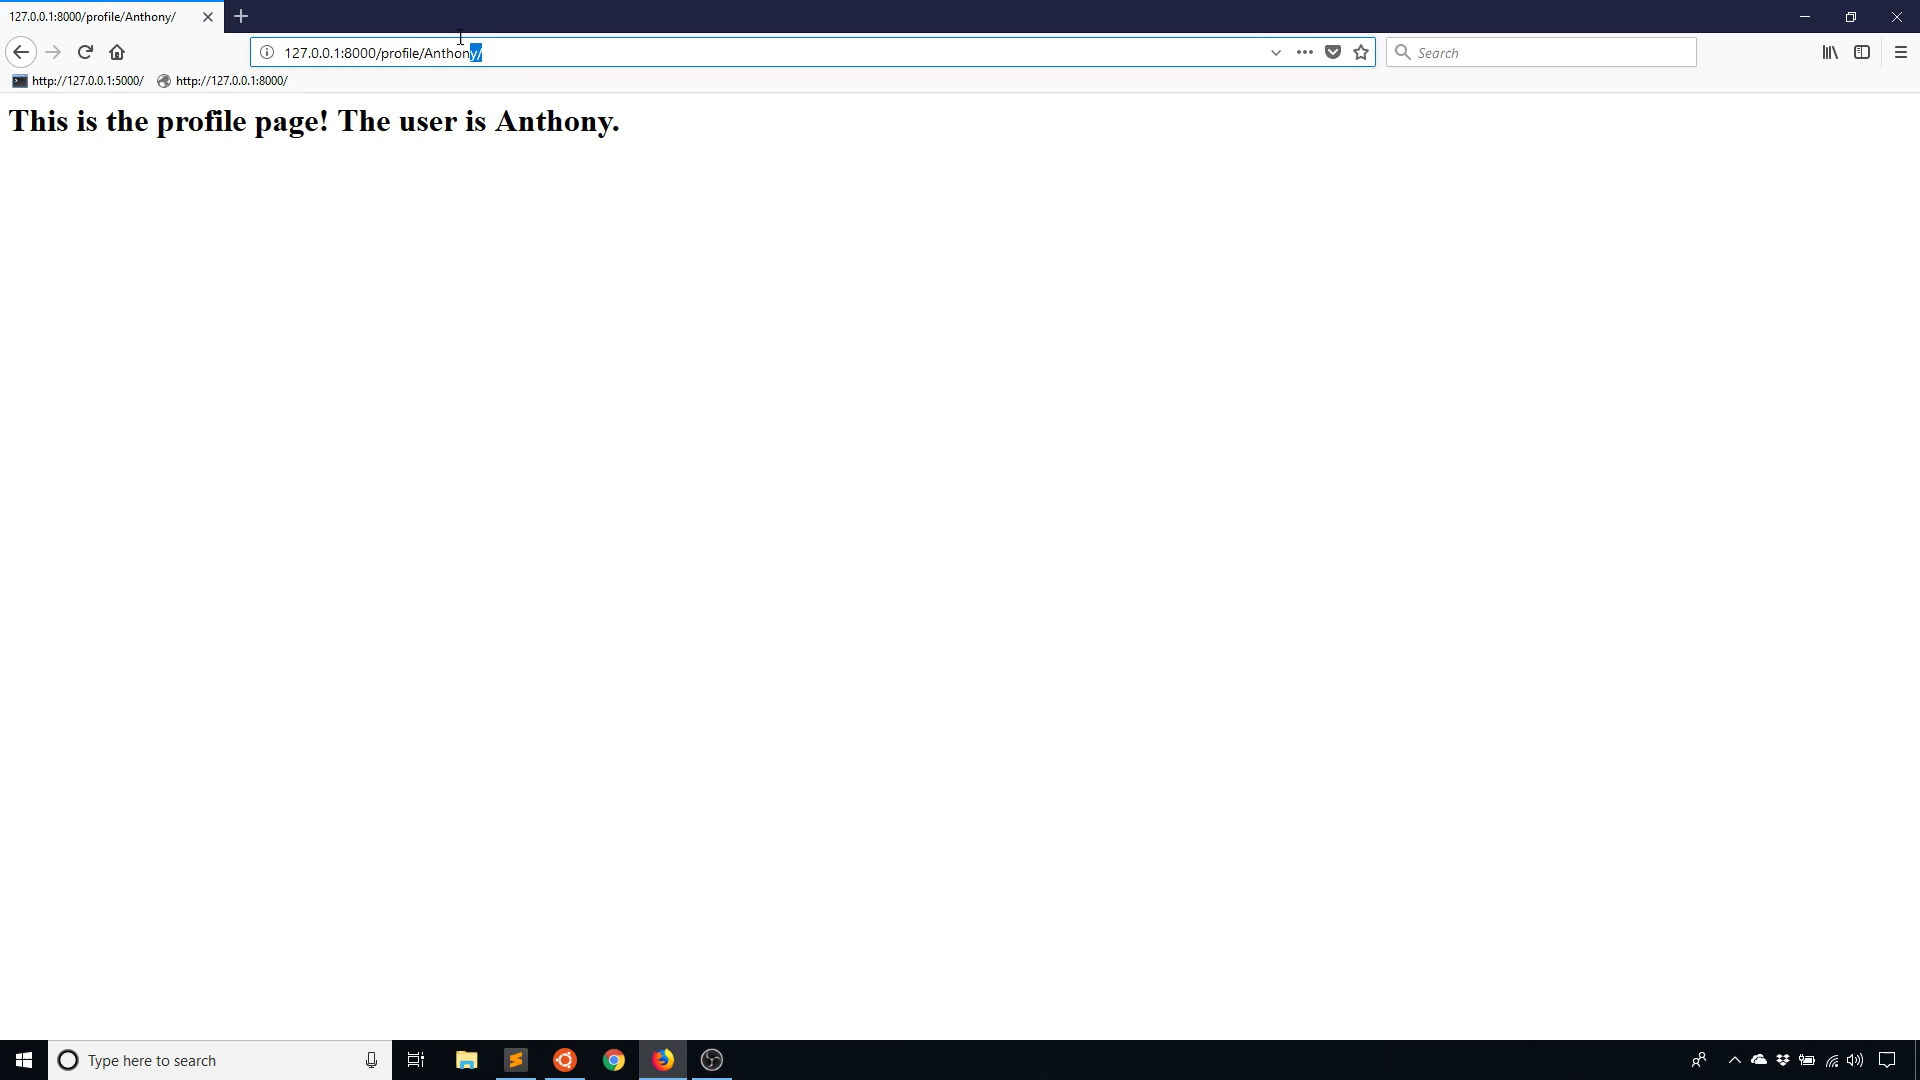 127.0.0.1:8000/profile/Anthony/
127.0.0.1:8000/profile/Anthony/
Search
http://127.0.0.1:5000/ http://127.0.0.1:8000/
This is the profile page! The user is Anthony.
Type here to search